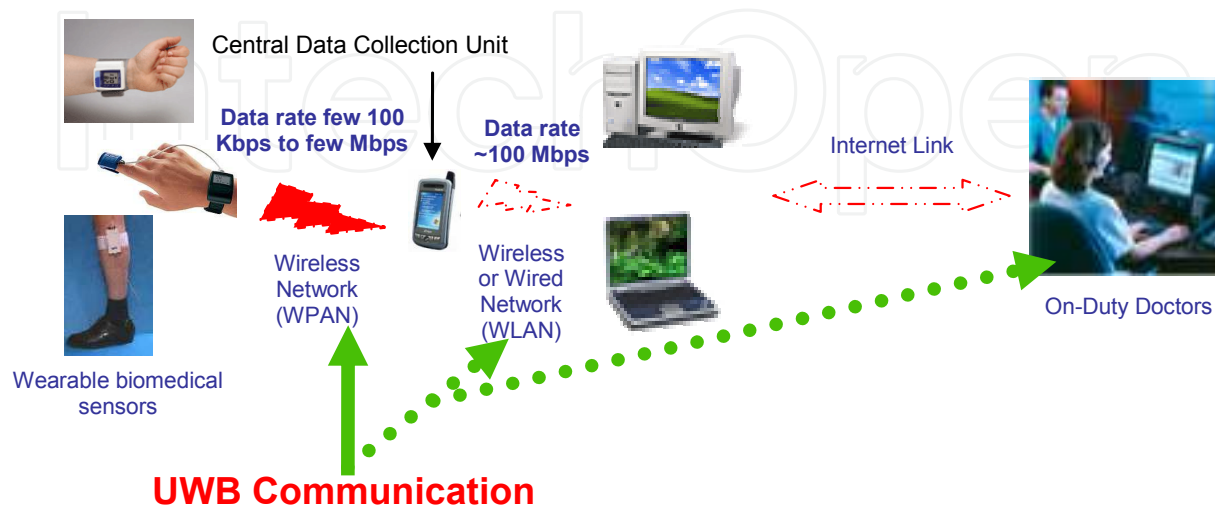 IntechOpen
Central Data Collection Unit
Data rate few 100
Kbps to few Mbps
Data rate
~100 Mbps
Internet Link
Wireless
Network
(WPAN)
Wireless
or Wired
Network
(WLAN)
On-Duty Doctors
Wearable biomedical
sensors
UWB Communication